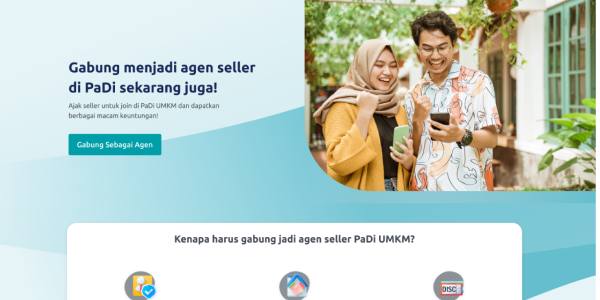 Gabung menjadi agen seller
di PaDi sekarang juga!
Ajak seller untuk join di PaDi UMKM dan dapatkan
berbagai macam keuntungan!
Gabung Sebagai Agen
Kenapa harus gabung jadi agen seller PaDi UMKM?
DISC